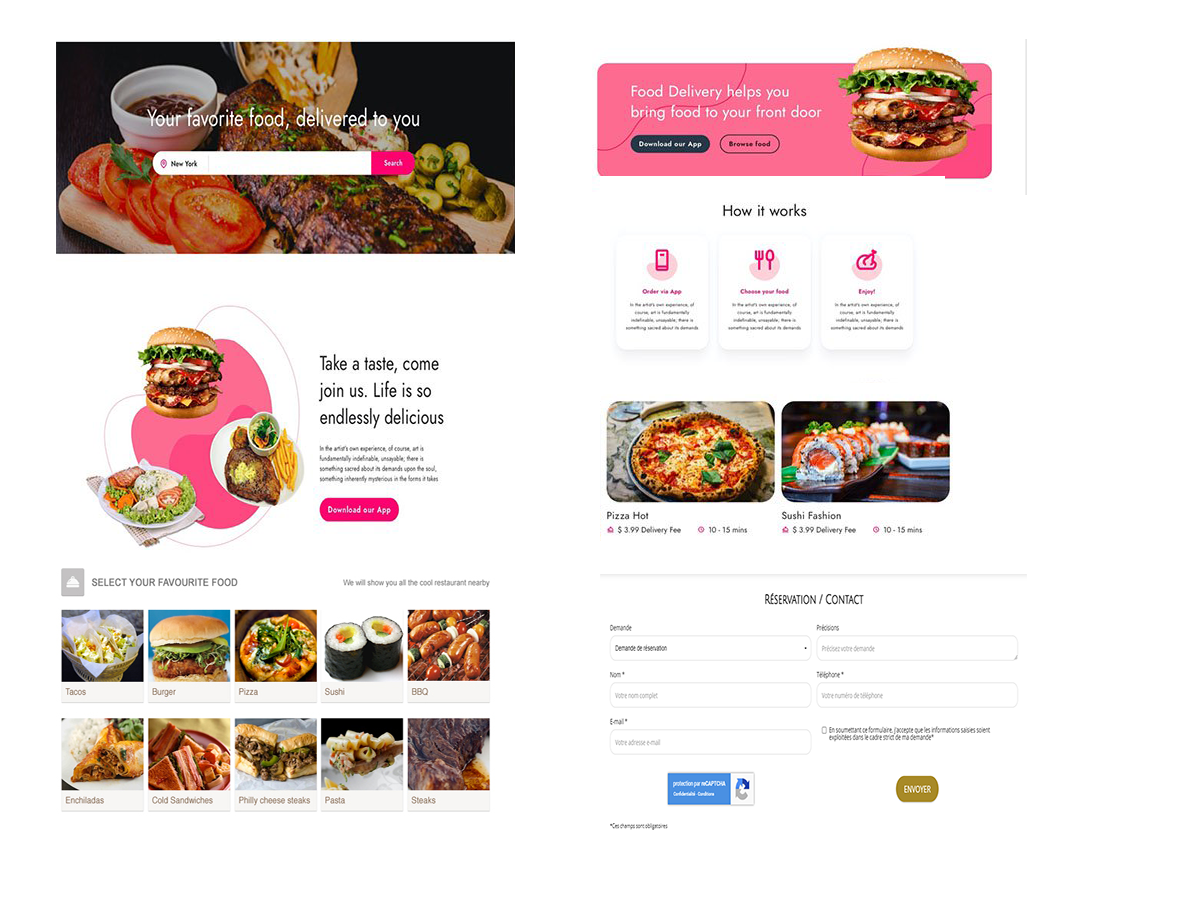 Your favorite food, delivered to you
New York
Search
Take a taste, come
join us. Life is so
endlessly delicious
In the artist's own experience, of course, art is
fundamentally indefinable, unsayable; there is
something sacred about its demands upon the soul,
something inherently mysterious in the forms it takes
Download our App
SELECT YOUR FAVOURITE FOOD
We will show you all the cool restaurant nearby
Tacos
Burger
Pizza
Sushi
BBQ
Enchiladas
Cold Sandwiches
Philly cheese steaks
Pasta
Steaks
Food Delivery helps you
bring food to your front door
Download our App
Browse food
How it works
Order via App
In the artist's own experience, of
course, art is fundamentally
indefinable, unsayable; there is
something sacred about its demands
Choose your food
In the artist's own experience, of
course, art is fundamentally
indefinable, unsayable; there is
something sacred about its demands
Enjoy!
In the artist's own experience, of
course, art is fundamentally
indefinable, unsayable; there is
something sacred about its demands
Pizza Hot
$ 3.99 Delivery Fee
10 - 15 mins
Sushi Fashion
$ 3.99 Delivery Fee
10 - 15 mins
RÉSERVATION / CONTACT
Demande
Demande de réservation
Précisions
Précisez votre demande
Nom *
Votre nom complet
Téléphone *
Votre numéro de téléphone
E-mail *
Votre adresse e-mail
En soumettant ce formulaire, j'accepte que les informations saisies soient
exploitées dans le cadre strict de ma demande*
protection par reCAPTCHA
Confidentialité - Conditions
ENVOYER
*Ces champs sont obligatoires